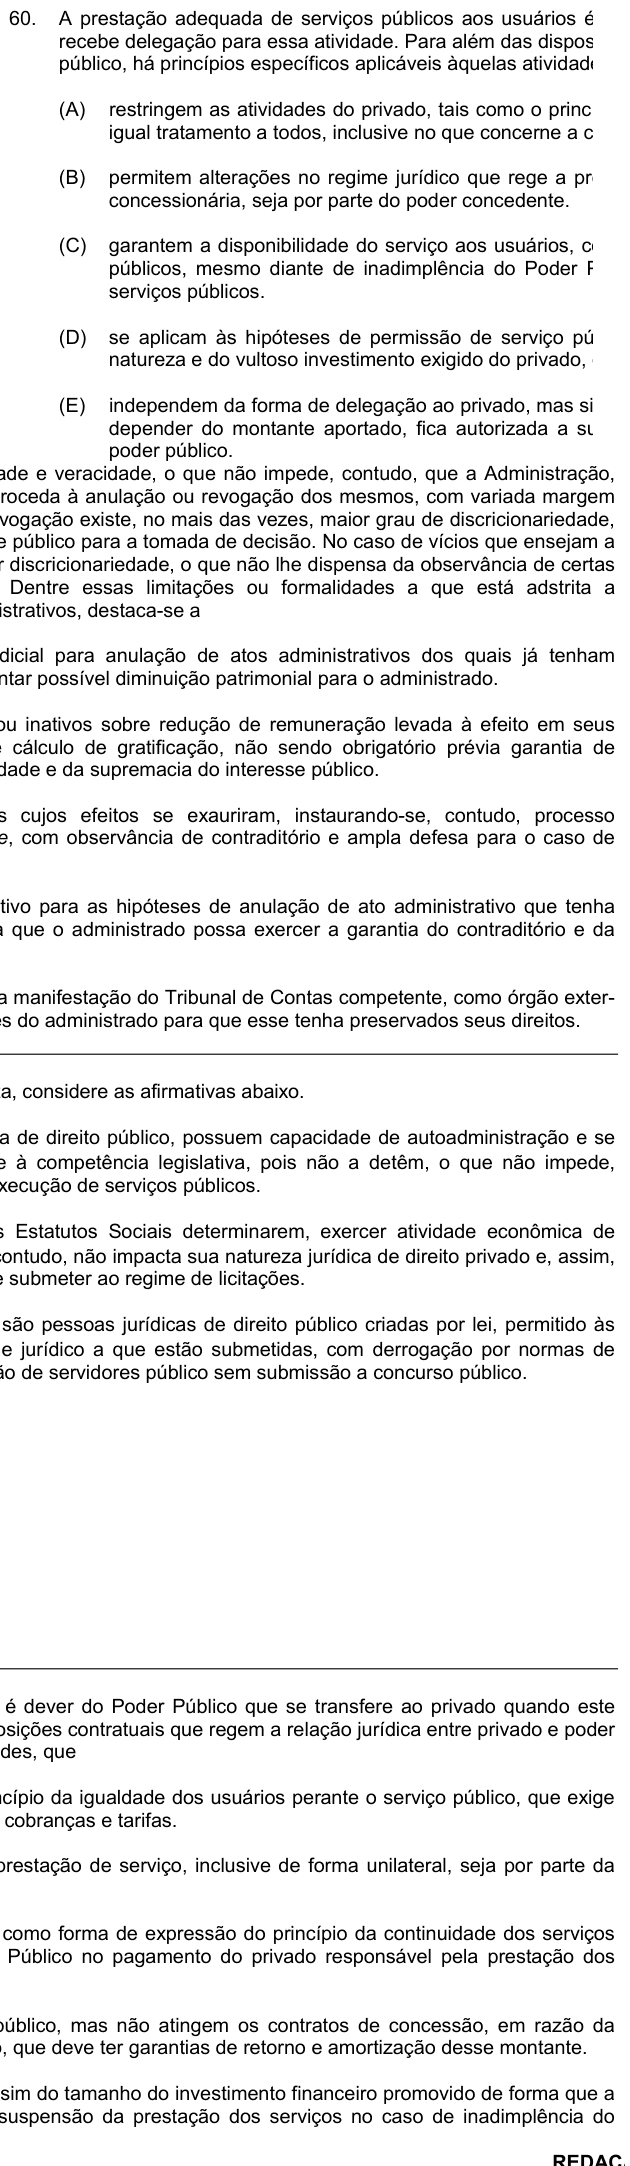 60. A prestação adequada de serviços públicos aos usuários é
recebe delegação para essa atividade. Para além das dispos
público, há princípios específicos aplicáveis àquelas atividade
(A) restringem as atividades do privado, tais como o princ
igual tratamento a todos, inclusive no que concerne a c
(B) permitem alterações no regime jurídico que rege a pr
concessionária, seja por parte do poder concedente.
(C) garantem a disponibilidade do serviço aos usuários, c
públicos, mesmo diante de inadimplência do Poder
serviços públicos.
(D) se aplicam às hipóteses de permissão de serviço pú
natureza e do vultoso investimento exigido do privado,
(E) independem da forma de delegação ao privado, mas si
depender do montante aportado, fica autorizada a su
poder público.
ade e veracidade, o que não impede, contudo, que a Administração,
roceda à anulação ou revogação dos mesmos, com variada margem
vogação existe, no mais das vezes, maior grau de discricionariedade,
e público para a tomada de decisão. No caso de vícios que ensejam a
r discricionariedade, o que não lhe dispensa da observância de certas
Dentre essas limitações ou formalidades a que está adstrita a
istrativos, destaca-se a
dicial para anulação de atos administrativos dos quais já tenham
ntar possível diminuição patrimonial para o administrado.
ou inativos sobre redução de remuneração levada à efeito em seus
e cálculo de gratificação, não sendo obrigatório prévia garantia de
dade e da supremacia do interesse público.
s cujos efeitos se exauriram, instaurando-se, contudo, processo
e, com observância de contraditório e ampla defesa para o caso de
tivo para as hipóteses de anulação de ato administrativo que tenha
a que o administrado possa exercer a garantia do contraditório e da
a manifestação do Tribunal de Contas competente, como órgão exter-
es do administrado para que esse tenha preservados seus direitos.
ta, considere as afirmativas abaixo.
a de direito público, possuem capacidade de autoadministração e se
e à competência legislativa, pois não a detêm, o que não impede,
xecução de serviços públicos.
s Estatutos Sociais determinarem, exercer atividade econômica de
contudo, não impacta sua natureza jurídica de direito privado e, assim,
e submeter ao regime de licitações.
são pessoas jurídicas de direito público criadas por lei, permitido às
e jurídico a que estão submetidas, com derrogação por normas de
ão de servidores público sem submissão a concurso público.
é dever do Poder Público que se transfere ao privado quando este
osições contratuais que regem a relação jurídica entre privado e poder
des, que
ncípio da igualdade dos usuários perante o serviço público, que exige
cobranças e tarifas.
prestação de serviço, inclusive de forma unilateral, seja por parte da
como forma de expressão do princípio da continuidade dos serviços
Público no pagamento do privado responsável pela prestação dos
público, mas não atingem os contratos de concessão, em razão da
o, que deve ter garantias de retorno e amortização desse montante.
sim do tamanho do investimento financeiro promovido de forma que a
suspensão da prestação dos serviços no caso de inadimplência do
REDAÇ